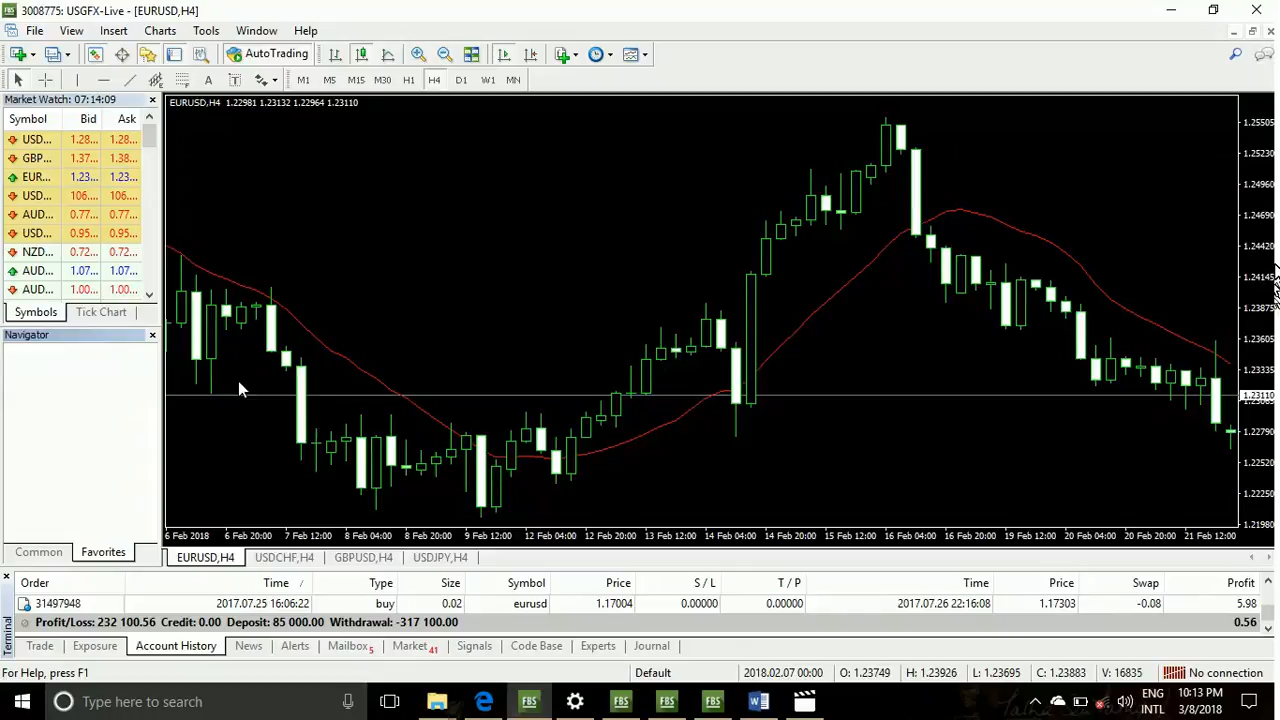 3008775: USGFX-Live - [EURUSD,H4]
File View Insert Charts Tools Window Help
AutoTrading
M1 M5 M15 M30 H1 H4 D1 W1 MN
Market Watch: 07:14:09
Symbol Bid Ask
USD... 1.28... 1.28...
GBP... 1.37... 1.38...
EUR... 1.23... 1.23...
USD... 106.... 106....
AUD... 0.77... 0.77...
USD... 0.95... 0.95...
NZD... 0.72... 0.72...
AUD... 1.07... 1.07...
AUD... 1.00... 1.00...
Symbols Tick Chart
Navigator
Common Favorites
EURUSD,H4 1.22981 1.23132 1.22964 1.23110
1.25505
1.25230
1.24960
1.24690
1.24420
1.24145
1.23875
1.23605
1.23335
1.23110
1.22790
1.22520
1.22250
1.21980
6 Feb 2018 6 Feb 20:00 7 Feb 12:00 8 Feb 04:00 8 Feb 20:00 9 Feb 12:00 12 Feb 04:00 12 Feb 20:00 13 Feb 12:00 14 Feb 04:00 14 Feb 20:00 15 Feb 12:00 16 Feb 04:00 16 Feb 20:00 19 Feb 12:00 20 Feb 04:00 20 Feb 20:00 21 Feb 12:00
EURUSD,H4 USDCHF,H4 GBPUSD,H4 USDJPY,H4
Order Time / Type Size Symbol Price S / L T / P Time Price Swap Profit
31497948 2017.07.25 16:06:22 buy 0.02 eurusd 1.17004 0.00000 0.00000 2017.07.26 22:16:08 1.17303 -0.08 5.98
Profit/Loss: 232 100.56 Credit: 0.00 Deposit: 85 000.00 Withdrawal: -317 100.00 0.56
Terminal
Trade Exposure Account History News Alerts Mailbox 5 Market 41 Signals Code Base Experts Journal
For Help, press F1 Default 2018.02.07 00:00 O: 1.23749 H: 1.23926 L: 1.23695 C: 1.23883 V: 16835 No connection
Type here to search
FBS FBS FBS FBS
ENG
INTL
10:13 PM
3/8/2018